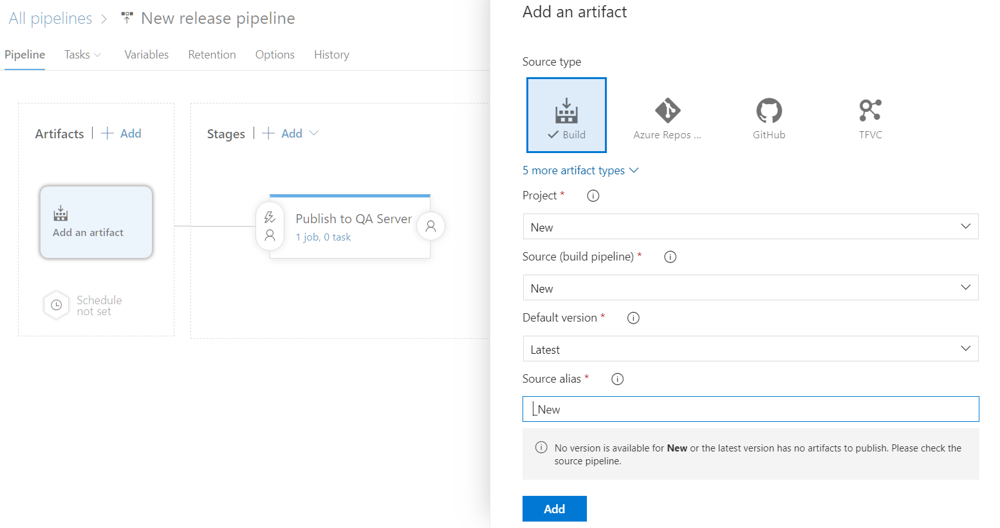 All pipelines > New release pipeline
Pipeline Tasks Variables Retention Options History
Artifacts | + Add
Add an artifact
Schedule
not set
Stages | + Add
Publish to QA Server
1 job, 0 task
Add an artifact
Source type
Build
Azure Repos ...
GitHub
TFVC
5 more artifact types
Project *
New
Source (build pipeline) *
New
Default version *
Latest
Source alias *
_New
No version is available for New or the latest version has no artifacts to publish. Please check the
source pipeline.
Add